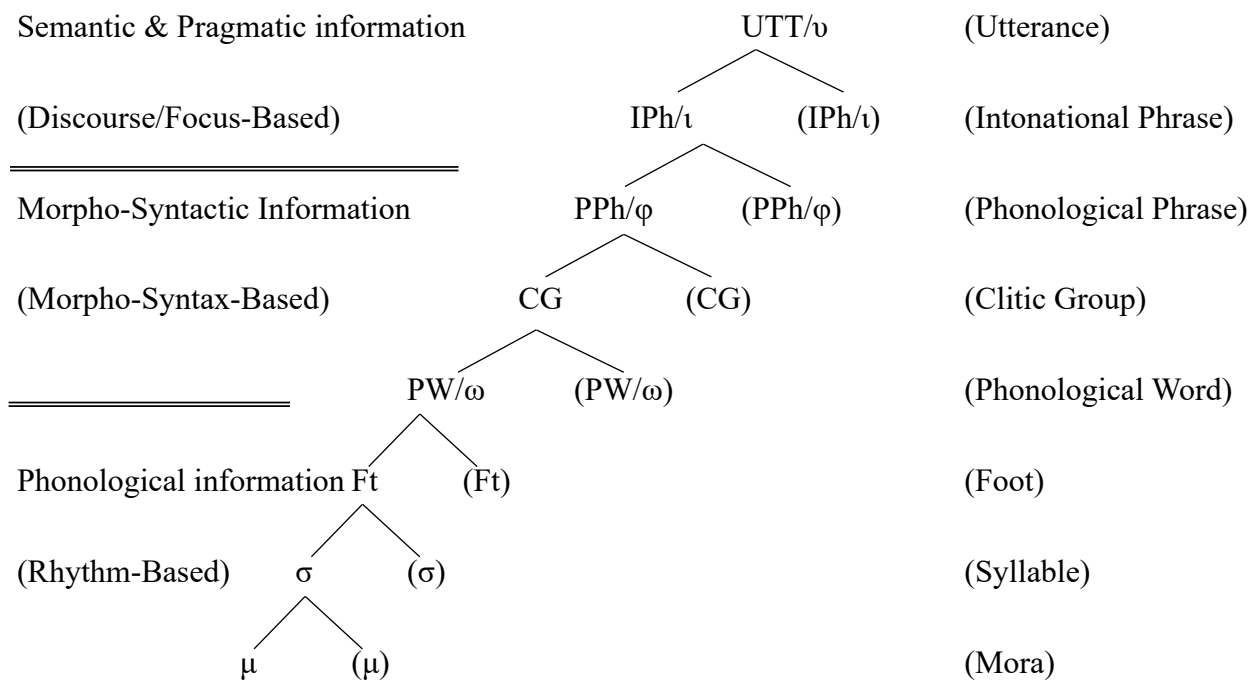 Semantic & Pragmatic information UTT/υ (Utterance)
(Discourse/Focus-Based) IPh/ι (IPh/ι) (Intonational Phrase)
Morpho-Syntactic Information PPh/φ (PPh/φ) (Phonological Phrase)
(Morpho-Syntax-Based) CG (CG) (Clitic Group)
PW/ω (PW/ω) (Phonological Word)
Phonological information Ft (Ft) (Foot)
(Rhythm-Based) σ (σ) (Syllable)
μ (μ) (Mora)